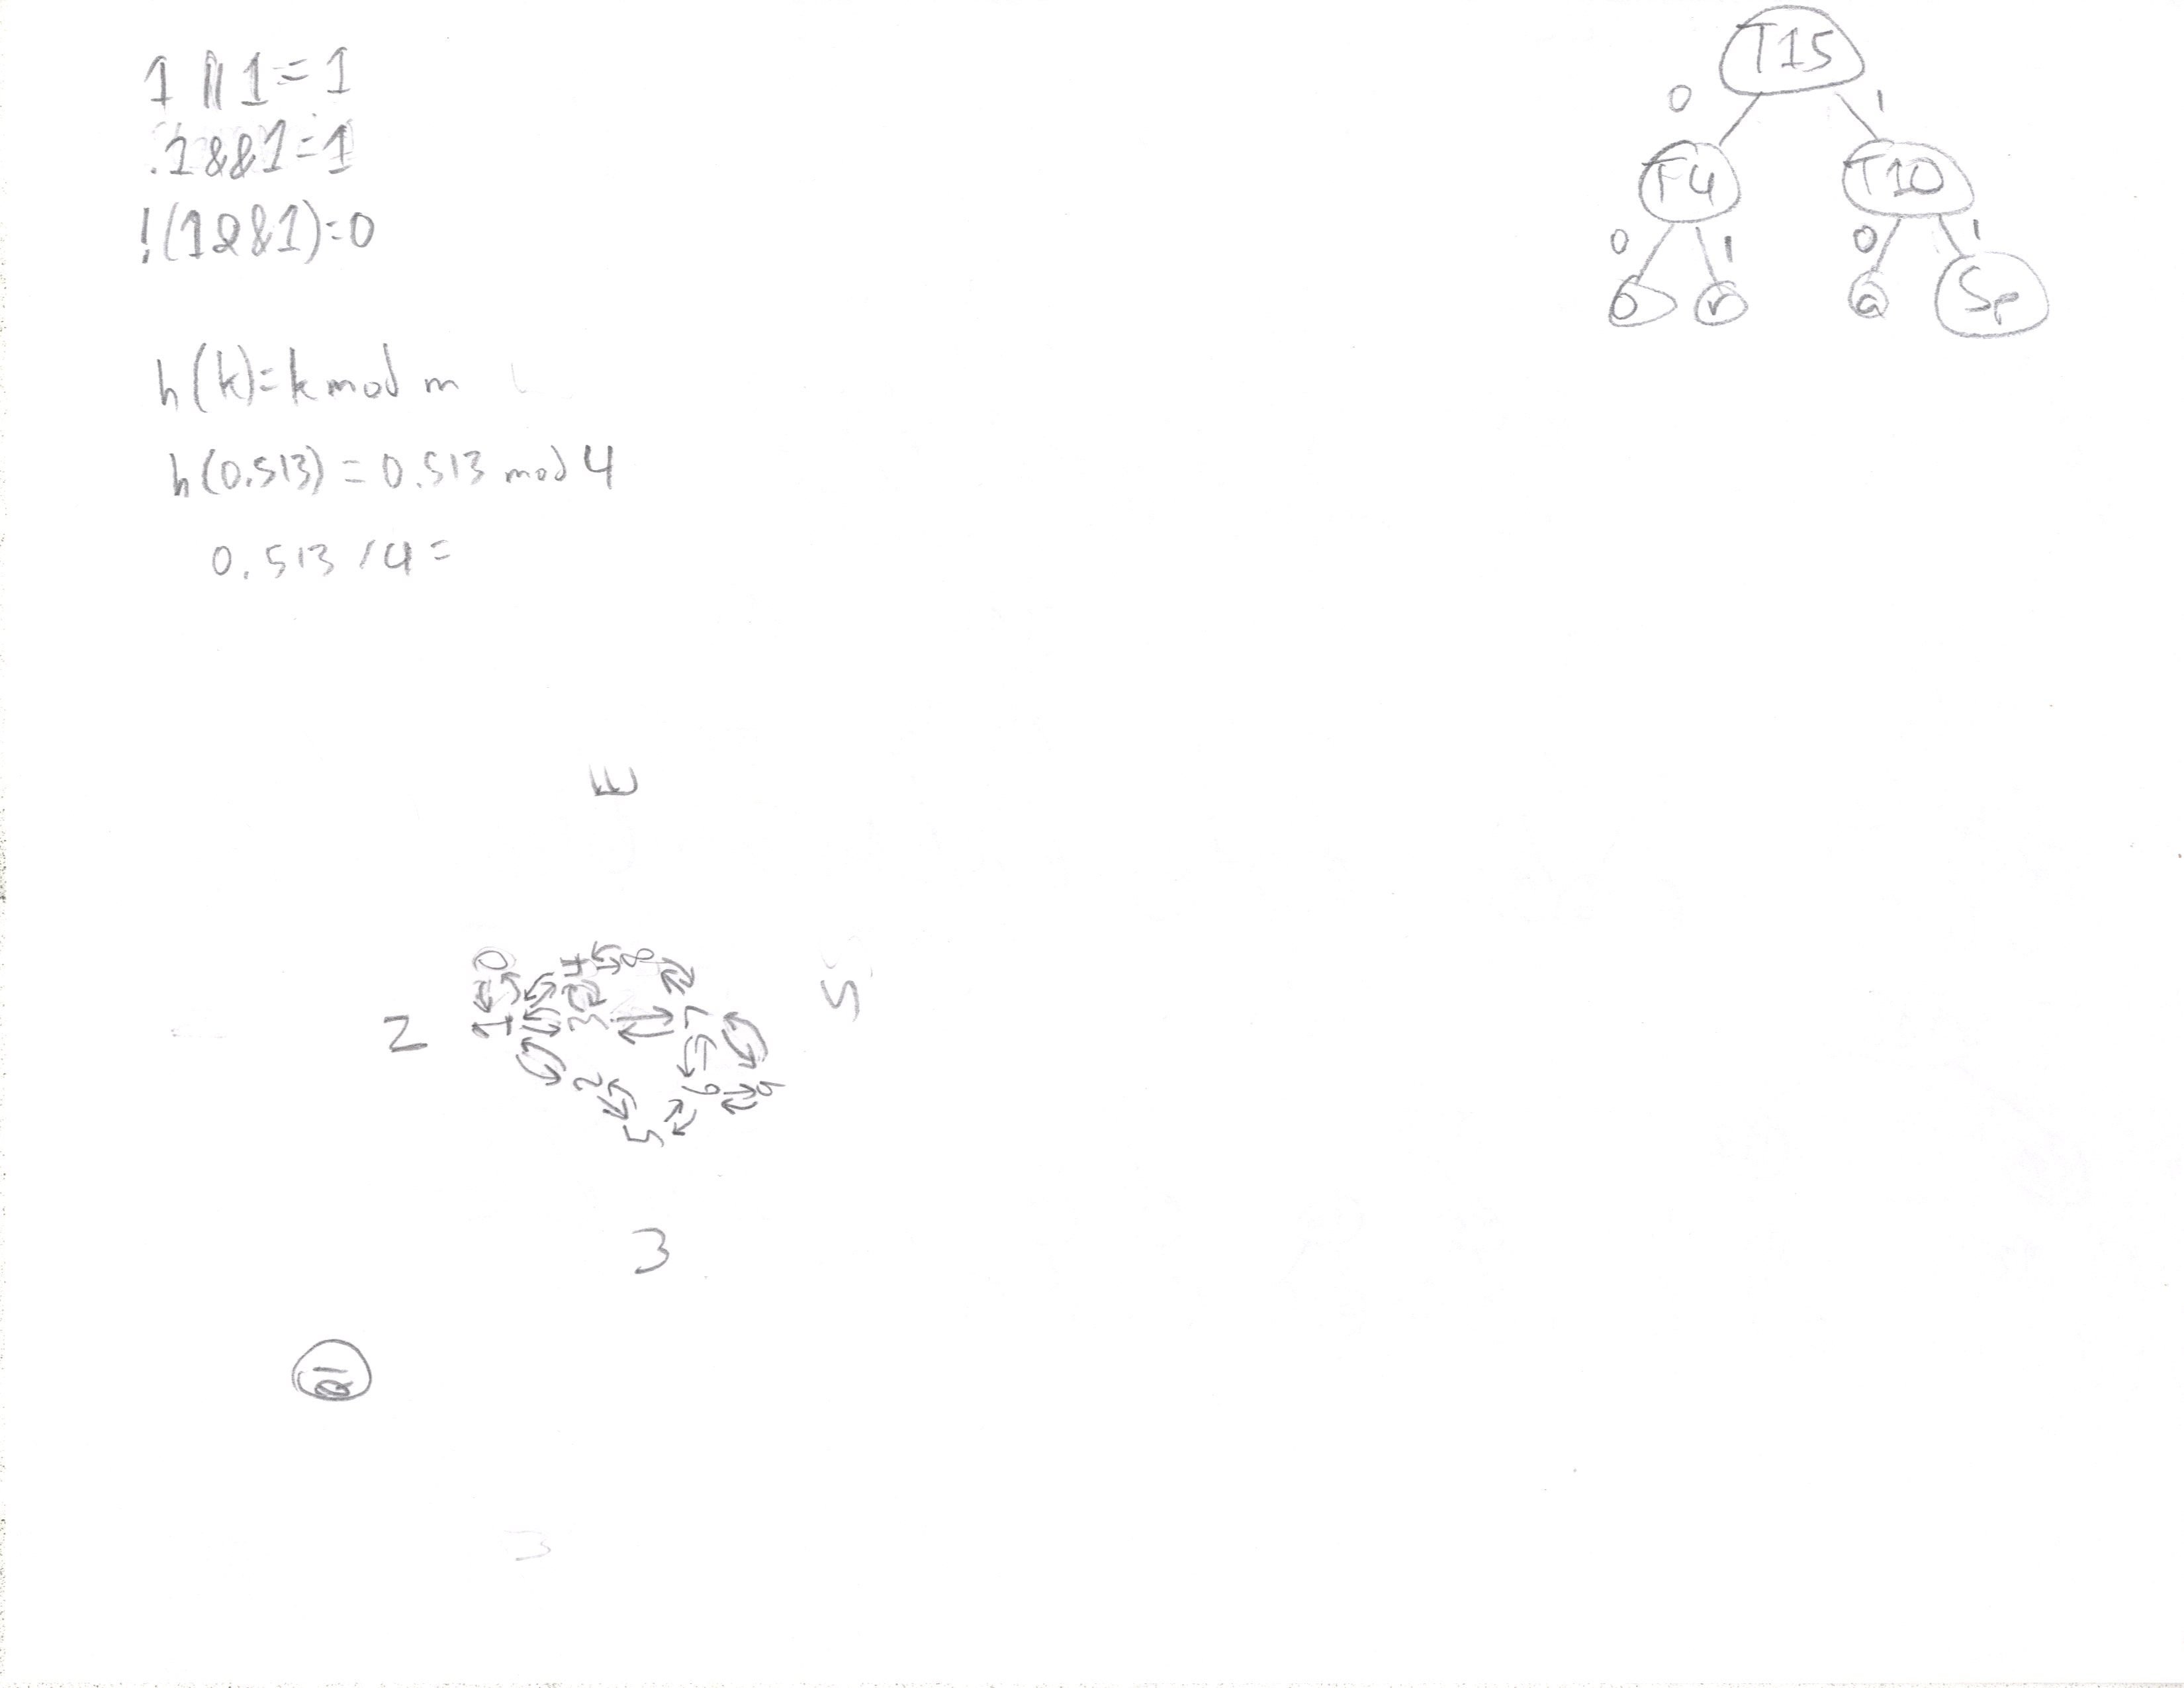 1 || 1 = 1
1 && 1 = 1
!(1 && 1) = 0
h(k) = k mod m
h(0.513) = 0.513 mod 4
0.513 / 4 =
T15
0 1
T4 T10
0 1 0 1
o r a Sp
0 4 8
2 1 3 7 5
2 6 9
5
3